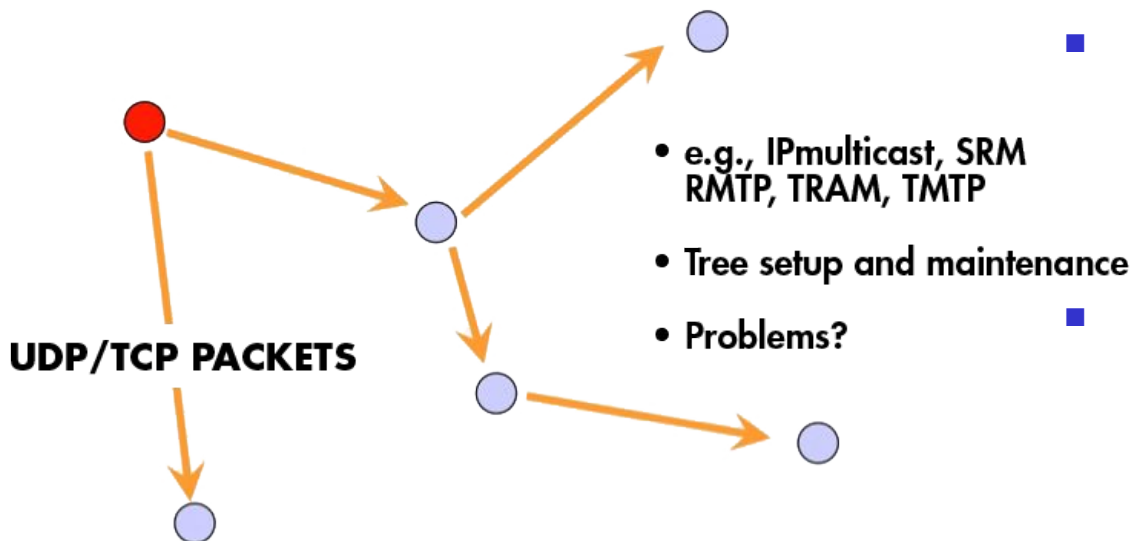 • e.g., IPmulticast, SRM
RMTP, TRAM, TMTP
• Tree setup and maintenance
• Problems?
UDP/TCP PACKETS